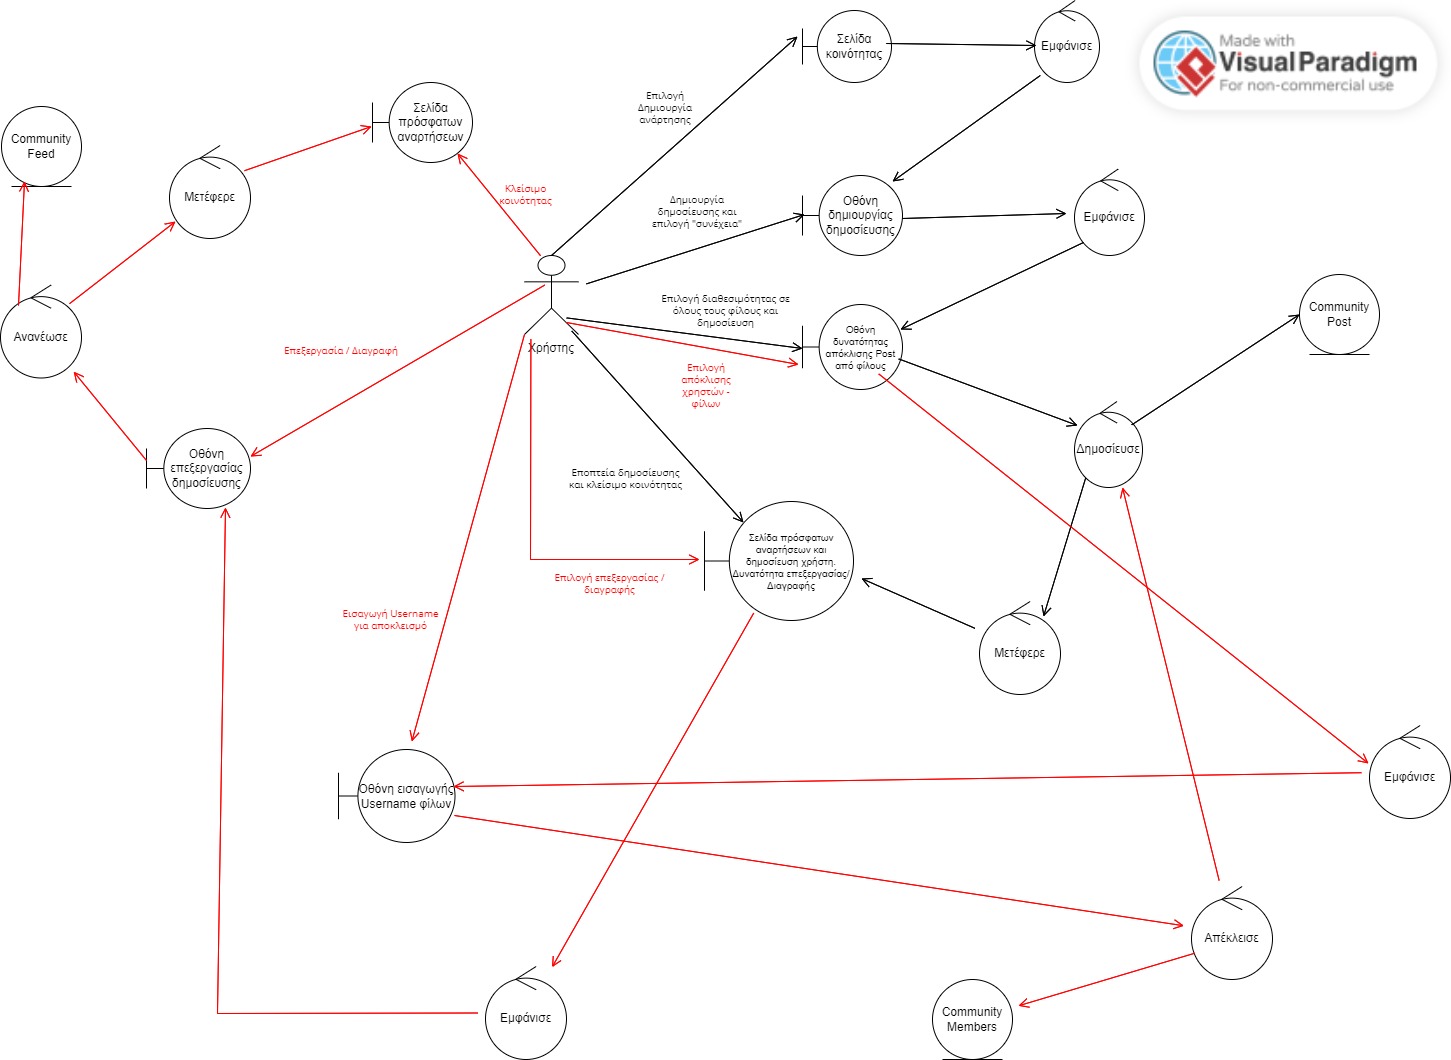 Made with
Visual Paradigm
For non-commercial use
Σελίδα
κοινότητας
Εμφάνισε
Επιλογή
Δημιουργία
ανάρτησης
Σελίδα
πρόσφατων
αναρτήσεων
Community
Feed
Μετέφερε
Κλείσιμο
κοινότητας
Δημιουργία
δημοσίευσης και
επιλογή "συνέχεια"
Οθόνη
δημιουργίας
δημοσίευσης
Εμφάνισε
Ανανέωσε
Επεξεργασία / Διαγραφή
Χρήστης
Επιλογή διαθεσιμότητας σε
όλους τους φίλους και
δημοσίευση
Επιλογή
απόκλισης
χρηστών -
φίλων
Οθόνη
δυνατότητας
απόκλισης Post
από φίλους
Community
Post
Δημοσίευσε
Οθόνη
επεξεργασίας
δημοσίευσης
Εποπτεία δημοσίευσης
και κλείσιμο κοινότητας
Σελίδα πρόσφατων
αναρτήσεων και
δημοσίευση χρήστη.
Δυνατότητα επεξεργασίας/
Διαγραφής
Επιλογή επεξεργασίας /
διαγραφής
Εισαγωγή Username
για αποκλεισμό
Μετέφερε
Οθόνη εισαγωγής
Username φίλων
Εμφάνισε
Απέκλεισε
Εμφάνισε
Community
Members